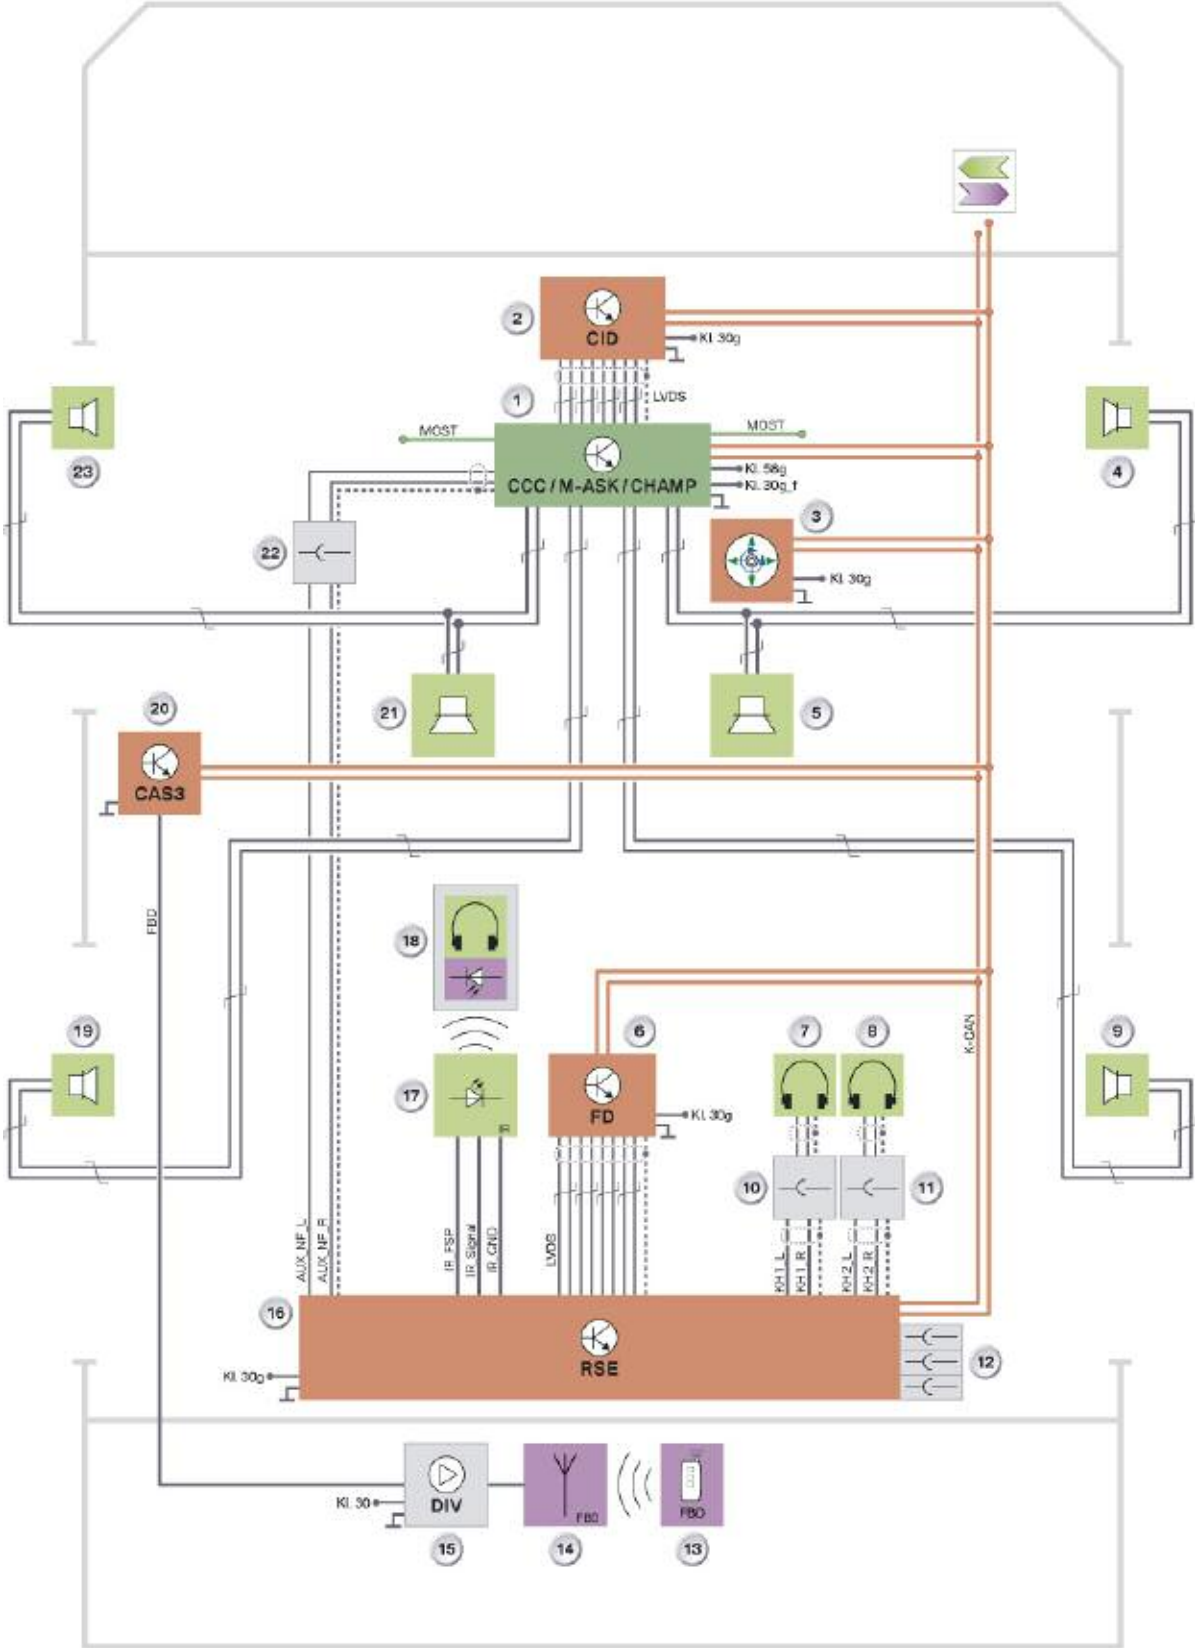 2
CID
Kl. 30g
1
LVDS
MOST
MOST
23
CCC / M-ASK / CHAMP
Kl. 58g
Kl. 30g_f
4
3
22
Kl. 30g
21
5
20
CAS3
FBD
18
19
6
7
8
9
K-CAN
17
IR
FD
Kl. 30g
10
11
AUX_NF_L
AUX_NF_R
IR_FSP
IR_Signal
IR_GND
LVDS
KH1_L
KH1_R
KH2_L
KH2_R
16
RSE
12
Kl. 30g
Kl. 30
DIV
FBD
FBD
15
14
13